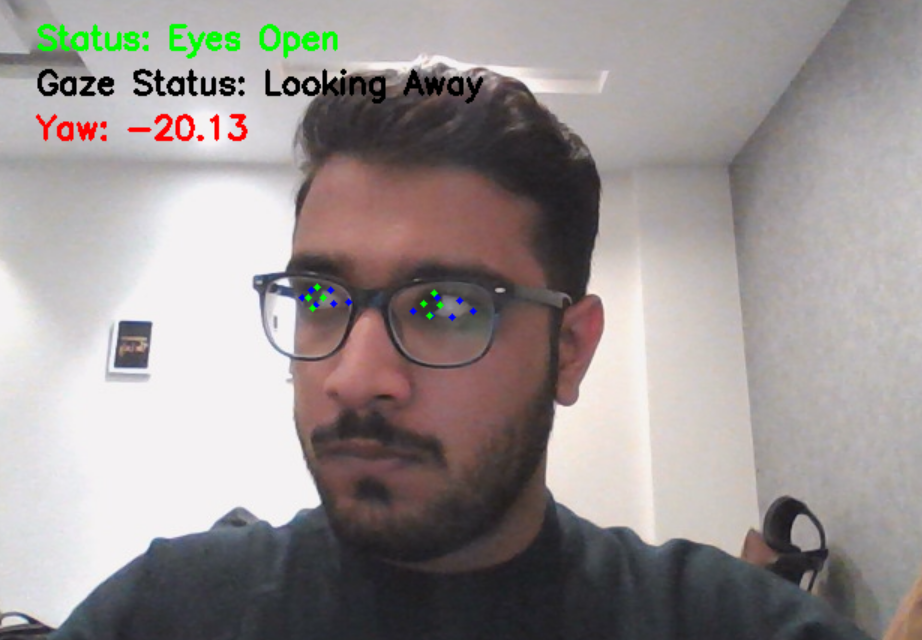 Status: Eyes Open
Gaze Status: Looking Away
Yaw: -20.13